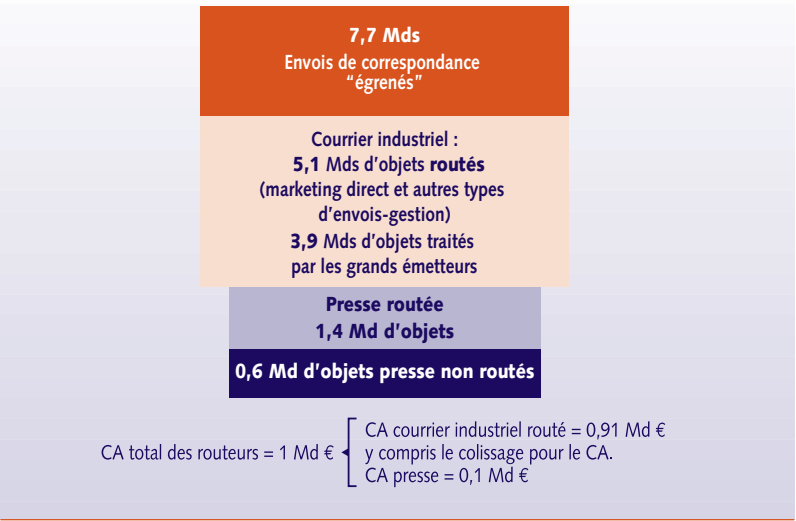 7,7 Mds
Envois de correspondance
“égrenés”
Courrier industriel :
5,1 Mds d’objets routés
(marketing direct et autres types
d’envois-gestion)
3,9 Mds d’objets traités
par les grands émetteurs
Presse routée
1,4 Md d’objets
0,6 Md d’objets presse non routés
CA total des routeurs = 1 Md €
CA courrier industriel routé = 0,91 Md €
y compris le colissage pour le CA.
CA presse = 0,1 Md €